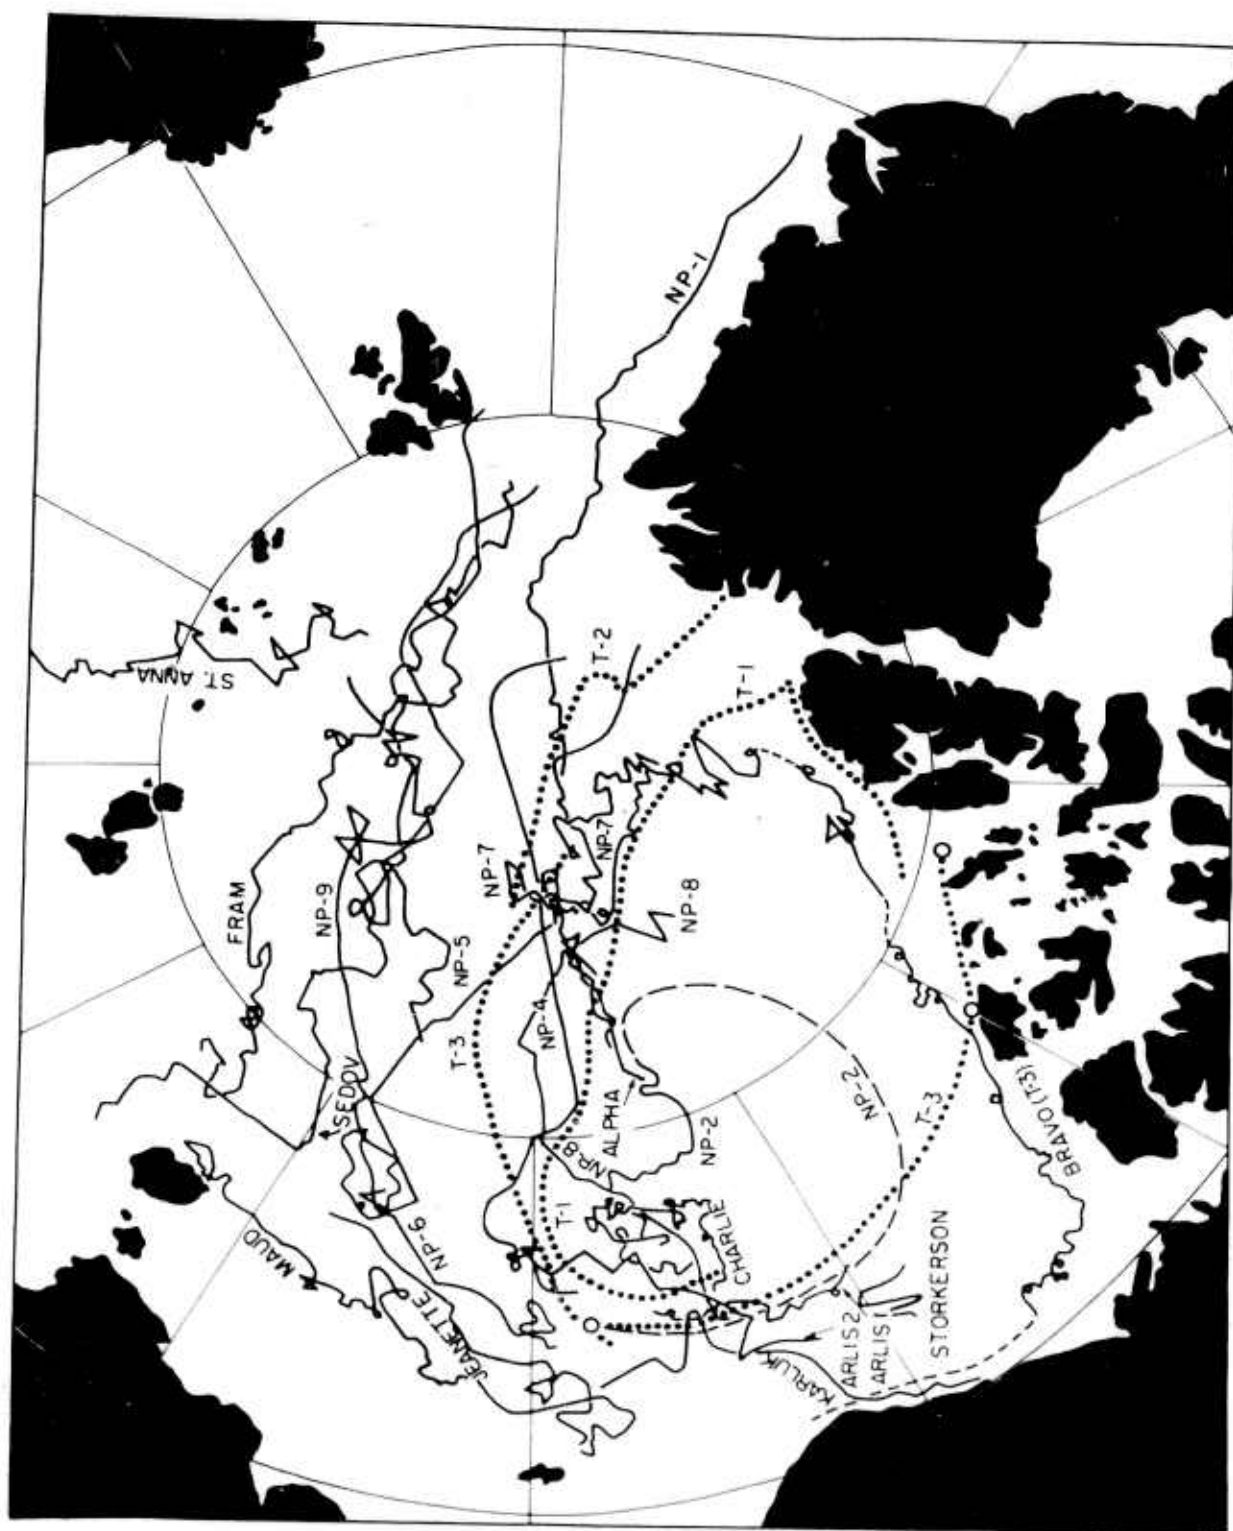 NP-1
ST. ANNA
T-2
T-1
FRAM
NP-9
NP-7
NP-7
NP-8
NP-5
NP-4
T-3
SEDOV
ALPHA
NP-2
NP-8
NP-2
T-3
BRAVO (T-3)
MAUD
NP-6
T-1
CHARLIE
JEANETTE
STORKERSON
ARLIS 2
ARLIS 1
KARLUK